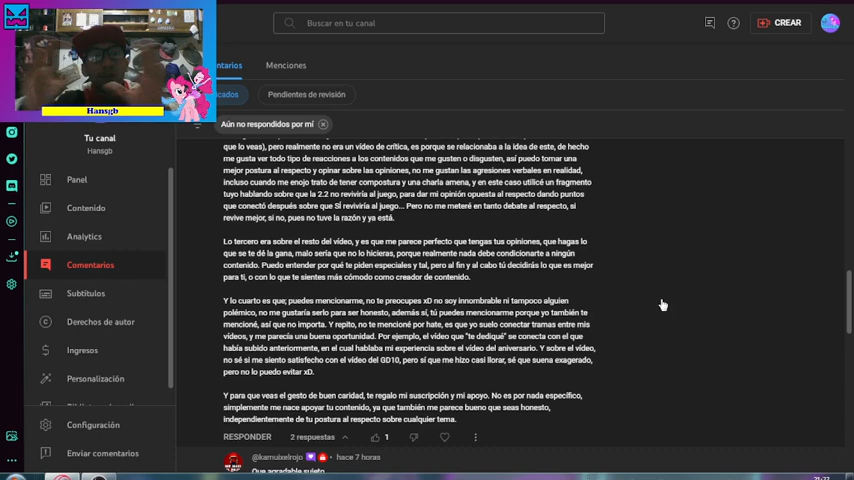 Buscar en tu canal
CREAR
Hansgb
ntarios
Menciones
cados
Pendientes de revisión
Aún no respondidos por mí
Tu canal
Hansgb
Panel
Contenido
Analytics
Comentarios
Subtítulos
Derechos de autor
Ingresos
Personalización
Configuración
Enviar comentarios
que lo veas), pero realmente no era un vídeo de crítica, es porque se relacionaba a la idea de este, de hecho
me gusta ver todo tipo de reacciones a los contenidos que me gusten o disgusten, así puedo tomar una
mejor postura al respecto y opinar sobre las opiniones, no me gustan las agresiones verbales en realidad,
incluso cuando me enojo trato de tener compostura y una charla amena, y en este caso utilicé un fragmento
tuyo hablando sobre que la 2.2 no reviviría al juego, para dar mi opinión opuesta al respecto dando puntos
que conectó después sobre que SÍ reviviría al juego... Pero no me meteré en tanto debate al respecto, si
revive mejor, si no, pues no tuve la razón y ya está.
Lo tercero era sobre el resto del vídeo, y es que me parece perfecto que tengas tus opiniones, que hagas lo
que se te dé la gana, malo sería que no lo hicieras, porque realmente nada debe condicionarte a ningún
contenido. Puedo entender por qué te piden especiales y tal, pero al fin y al cabo tú decidirás lo que es mejor
para ti, o con lo que te sientes más cómodo como creador de contenido.
Y lo cuarto es que; puedes mencionarme, no te preocupes xD no soy innombrable ni tampoco alguien
polémico, no me gustaría serlo para ser honesto, además sí, tú puedes mencionarme porque yo también te
mencioné, así que no importa. Y repito, no te mencioné por hate, es que yo suelo conectar tramas entre mis
vídeos, y me parecía una buena oportunidad. Por ejemplo, el vídeo que "te dediqué" se conecta con el que
había subido anteriormente, en el cual hablaba mi experiencia sobre el vídeo del aniversario. Y sobre el vídeo,
no sé si me siento satisfecho con el vídeo del GD10, pero sí que me hizo casi llorar, sé que suena exagerado,
pero no lo puedo evitar xD.
Y para que veas el gesto de buen caridad, te regalo mi suscripción y mi apoyo. No es por nada específico,
simplemente me nace apoyar tu contenido, ya que también me parece bueno que seas honesto,
independientemente de tu postura al respecto sobre cualquier tema.
RESPONDER
2 respuestas
1
@kamuixelrojo
hace 7 horas
Que agradable sujeto
21:27